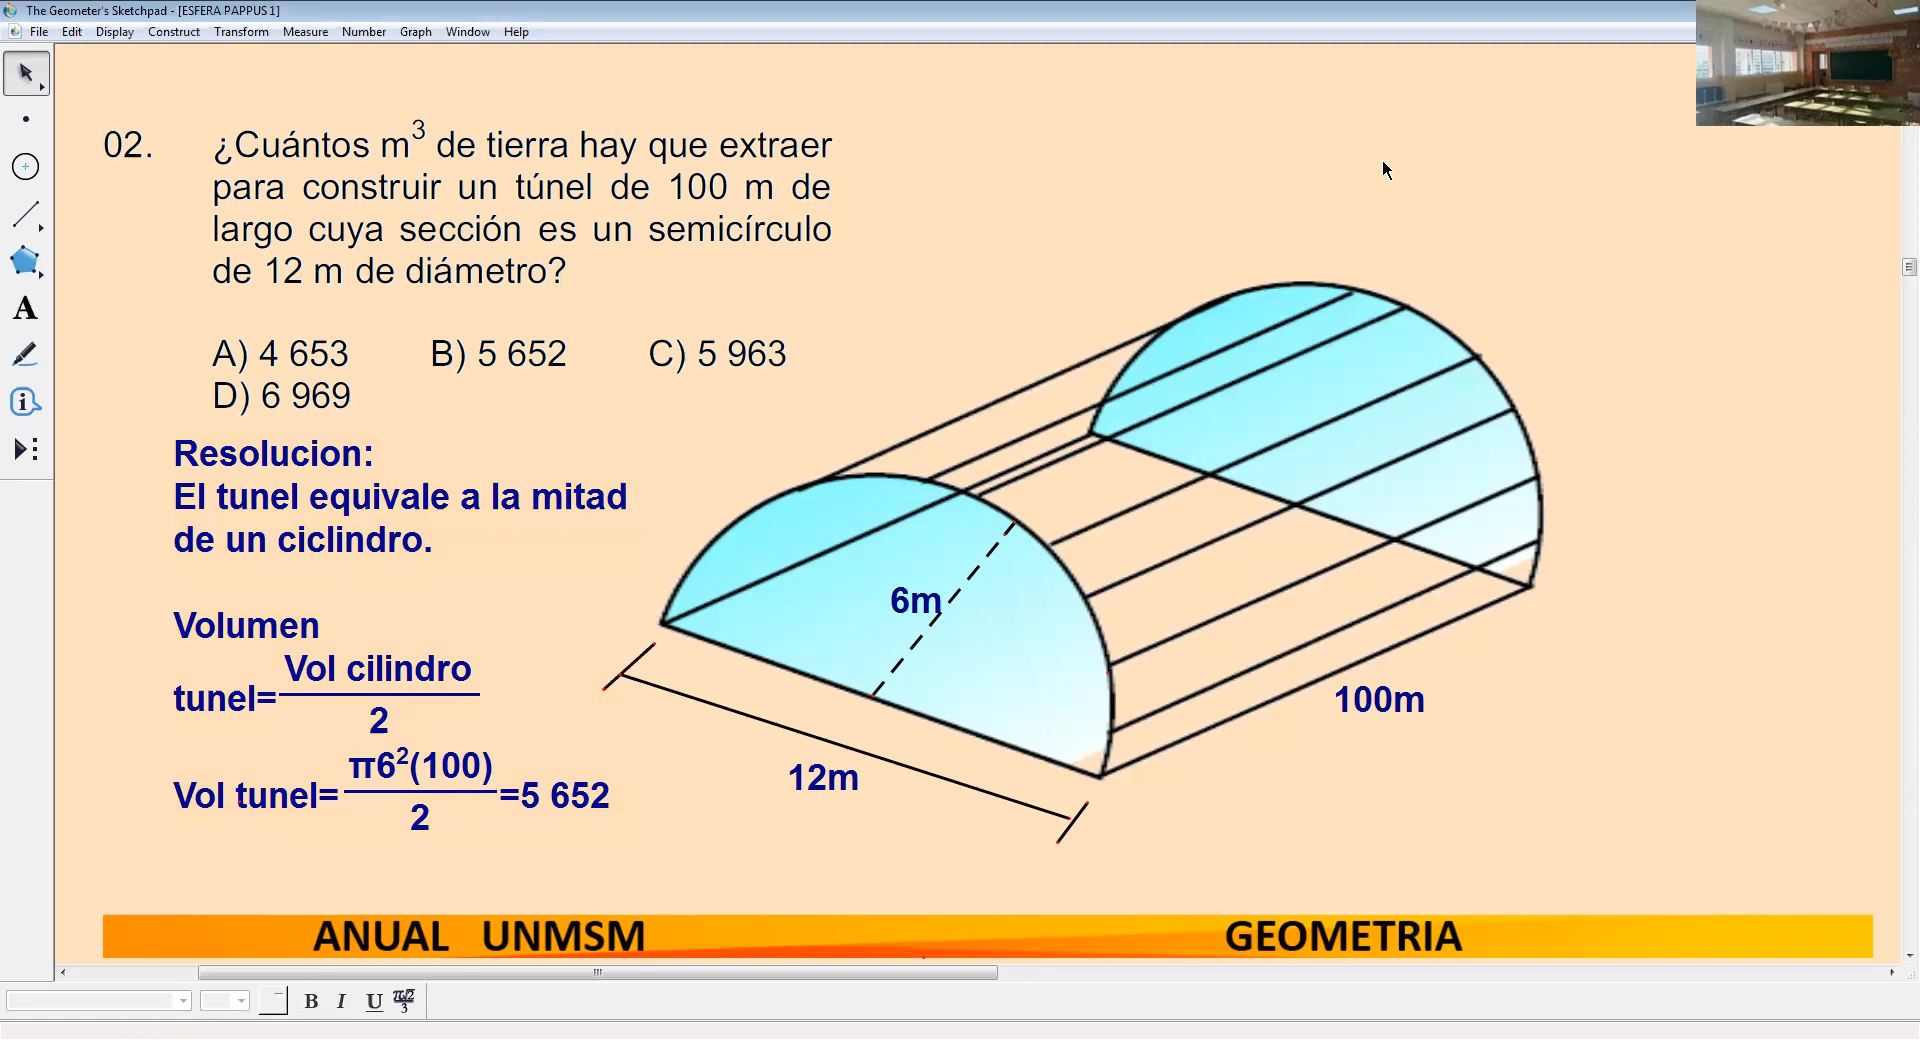 The Geometer's Sketchpad - [ESFERA PAPPUS 1]
File Edit Display Construct Transform Measure Number Graph Window Help
02. ¿Cuántos m³ de tierra hay que extraer
para construir un túnel de 100 m de
largo cuya sección es un semicírculo
de 12 m de diámetro?
A) 4 653 B) 5 652 C) 5 963
D) 6 969
Resolucion:
El tunel equivale a la mitad
de un ciclindro.
Volumen
tunel= Vol cilindro / 2
Vol tunel= π6²(100) / 2 =5 652
6m
12m
100m
ANUAL UNMSM GEOMETRIA
B I U